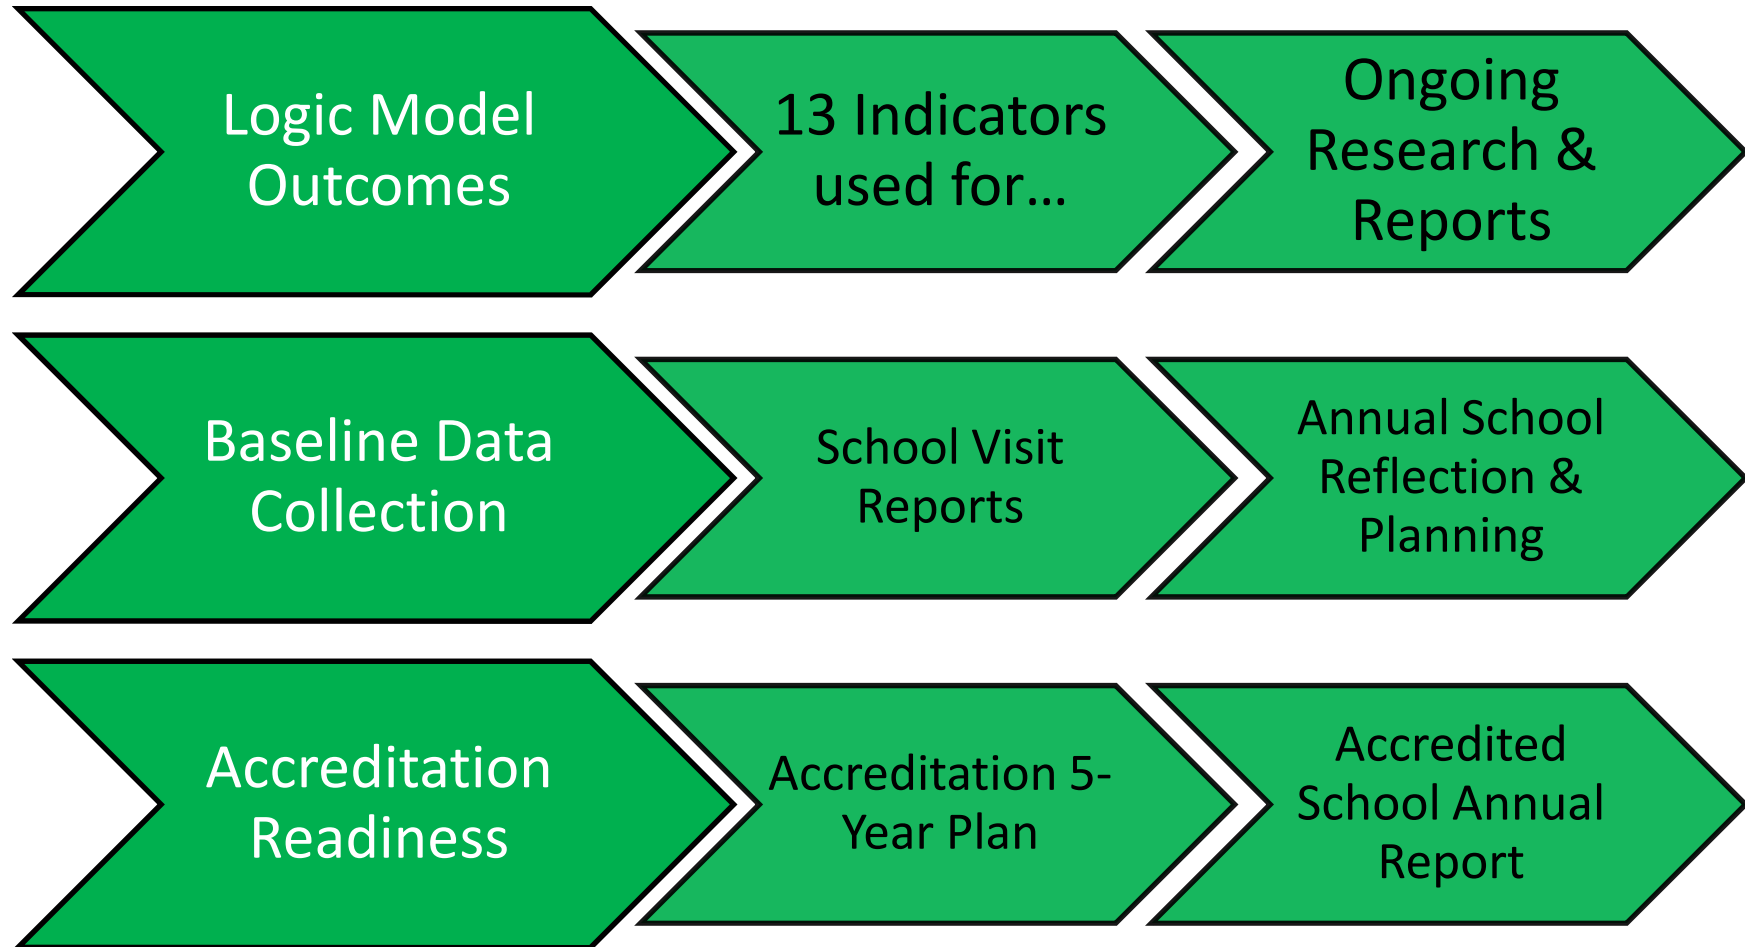 Logic Model
Outcomes
13 Indicators
used for...
Ongoing
Research &
Reports
Baseline Data
Collection
School Visit
Reports
Annual School
Reflection &
Planning
Accreditation
Readiness
Accreditation 5-
Year Plan
Accredited
School Annual
Report